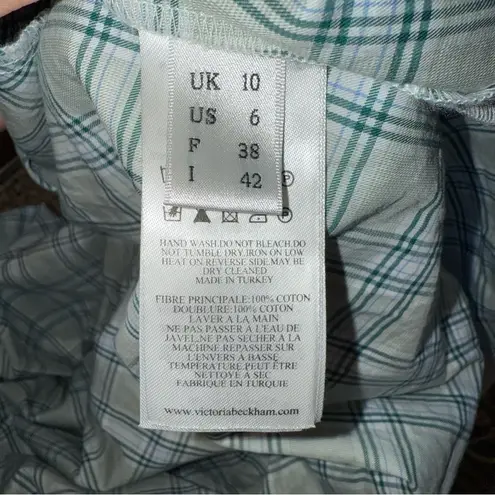 UK 10
US 6
F 38
I 42
P
HAND WASH.DO NOT BLEACH.DO
NOT TUMBLE DRY.IRON ON LOW
HEAT ON REVERSE SIDE.MAY BE
DRY CLEANED
MADE IN TURKEY
FIBRE PRINCIPALE:100% COTON
DOUBLURE:100% COTON
LAVER A LA MAIN
NE PAS PASSER A L'EAU DE
JAVEL.NE PAS SECHER A LA
MACHINE.REPASSER SUR
L'ENVERS A BASSE
TEMPERATURE.PEUT ÊTRE
NETTOYE A SEC
FABRIQUE EN TURQUIE
www.victoriabeckham.com